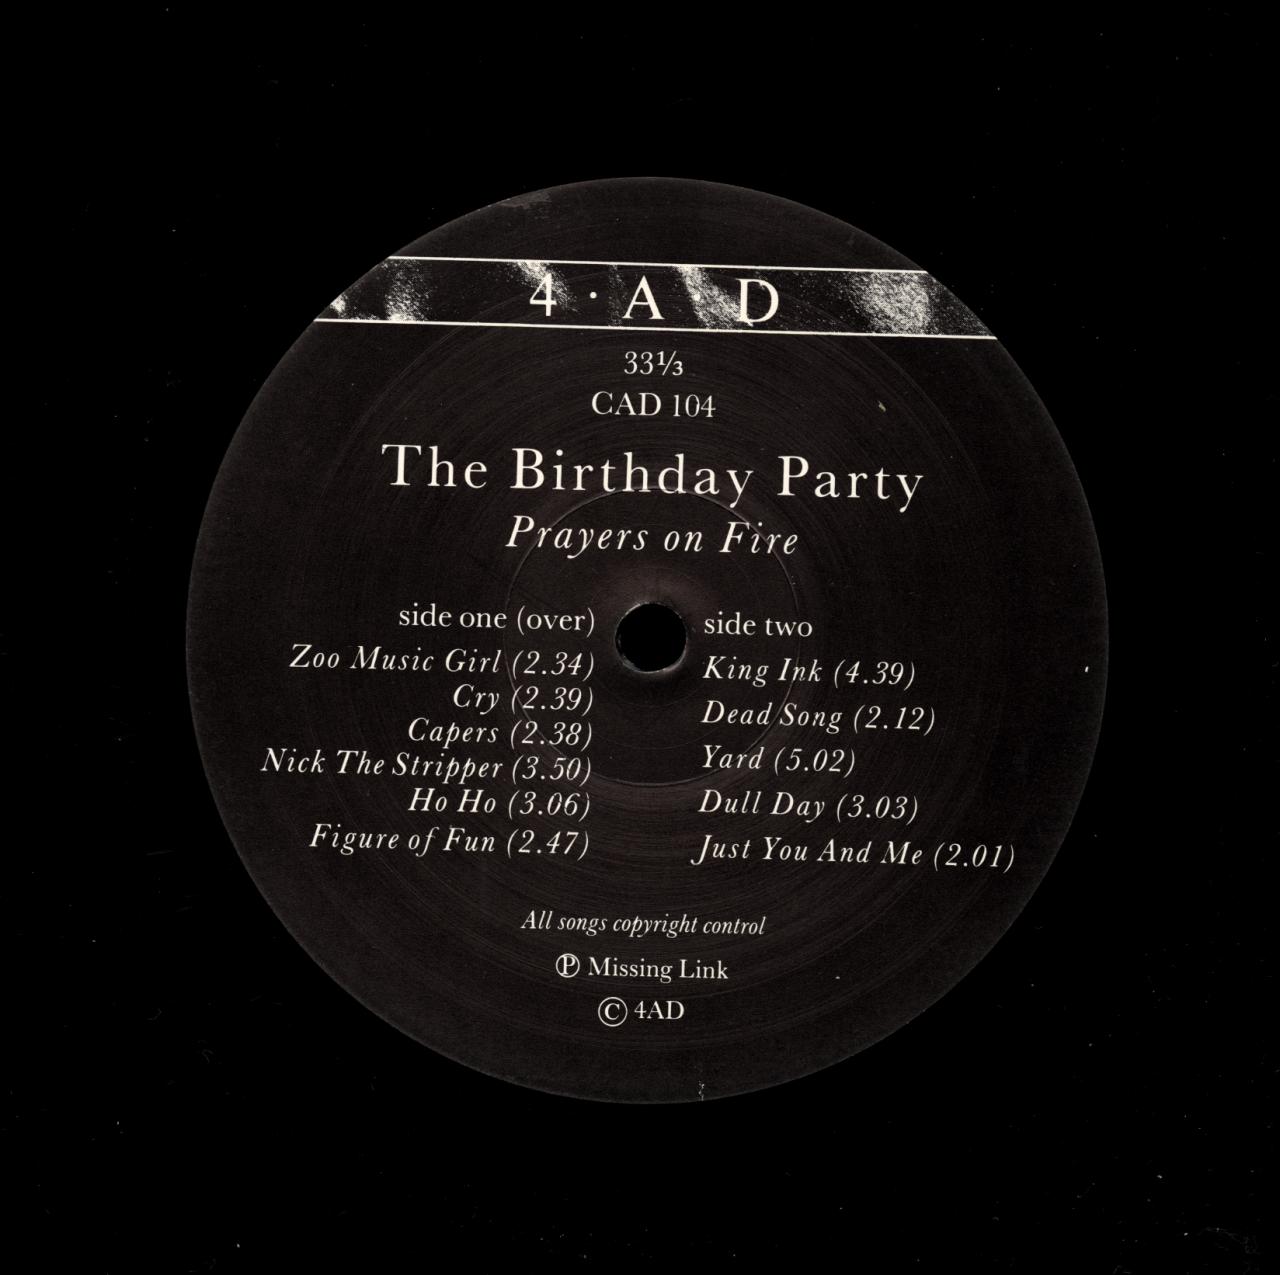 4·AD
33⅓
CAD 104
The Birthday Party
Prayers on Fire
side one (over)
Zoo Music Girl (2.34)
Cry (2.39)
Capers (2.38)
Nick The Stripper (3.50)
Ho Ho (3.06)
Figure of Fun (2.47)
side two
King Ink (4.39)
Dead Song (2.12)
Yard (5.02)
Dull Day (3.03)
Just You And Me (2.01)
All songs copyright control
Ⓟ Missing Link
© 4AD